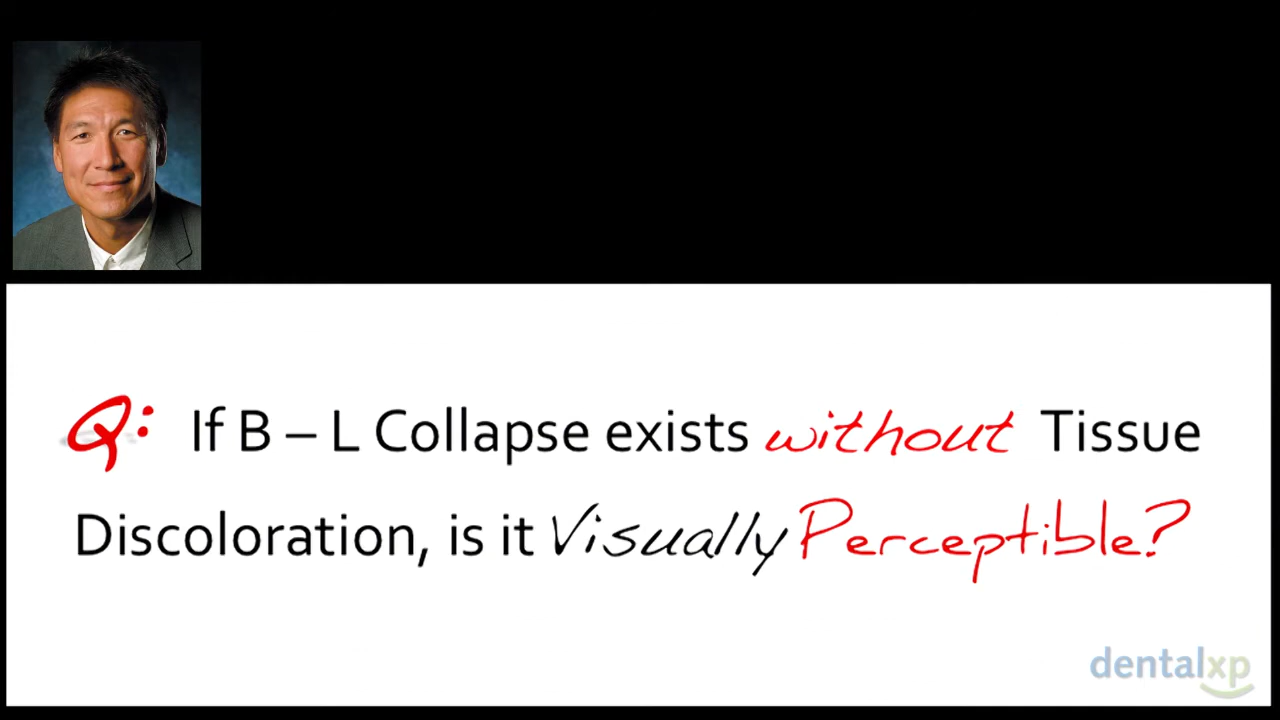 Q: If B – L Collapse exists without Tissue
Discoloration, is it Visually Perceptible?
dentalxp